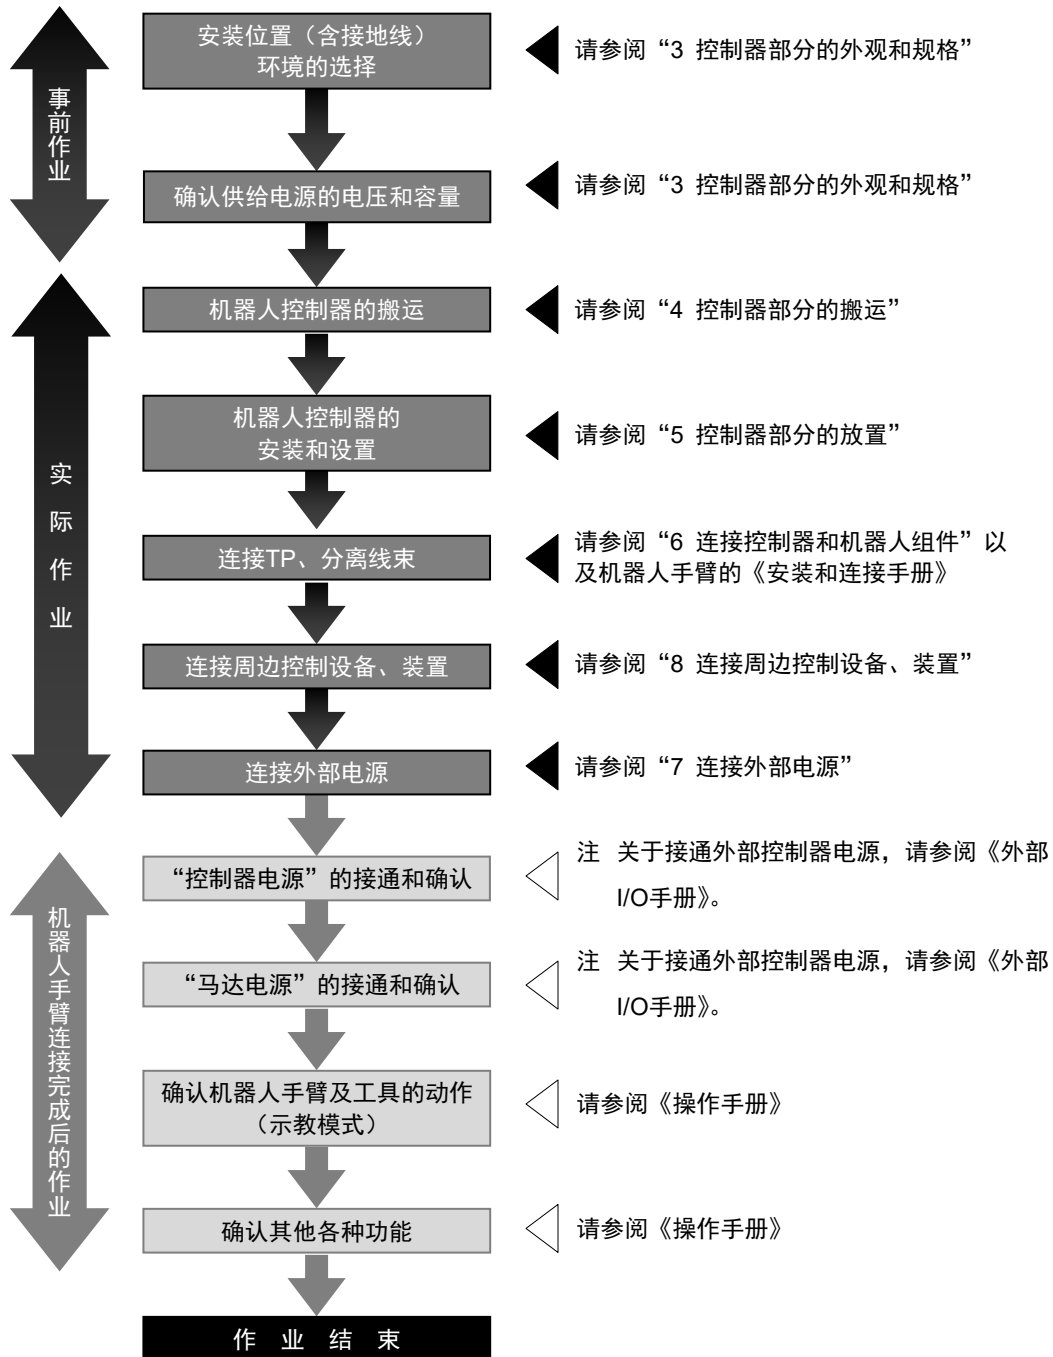 事前作业
安装位置（含接地线）
环境的选择
请参阅“3 控制器部分的外观和规格”
确认供给电源的电压和容量
请参阅“3 控制器部分的外观和规格”
实际作业
机器人控制器的搬运
请参阅“4 控制器部分的搬运”
机器人控制器的
安装和设置
请参阅“5 控制器部分的放置”
连接TP、分离线束
请参阅“6 连接控制器和机器人组件”以
及机器人手臂的《安装和连接手册》
连接周边控制设备、装置
请参阅“8 连接周边控制设备、装置”
连接外部电源
请参阅“7 连接外部电源”
机器人手臂连接完成后的作业
“控制器电源”的接通和确认
注 关于接通外部控制器电源，请参阅《外部
I/O手册》。
“马达电源”的接通和确认
注 关于接通外部控制器电源，请参阅《外部
I/O手册》。
确认机器人手臂及工具的动作
（示教模式）
请参阅《操作手册》
确认其他各种功能
请参阅《操作手册》
作 业 结 束